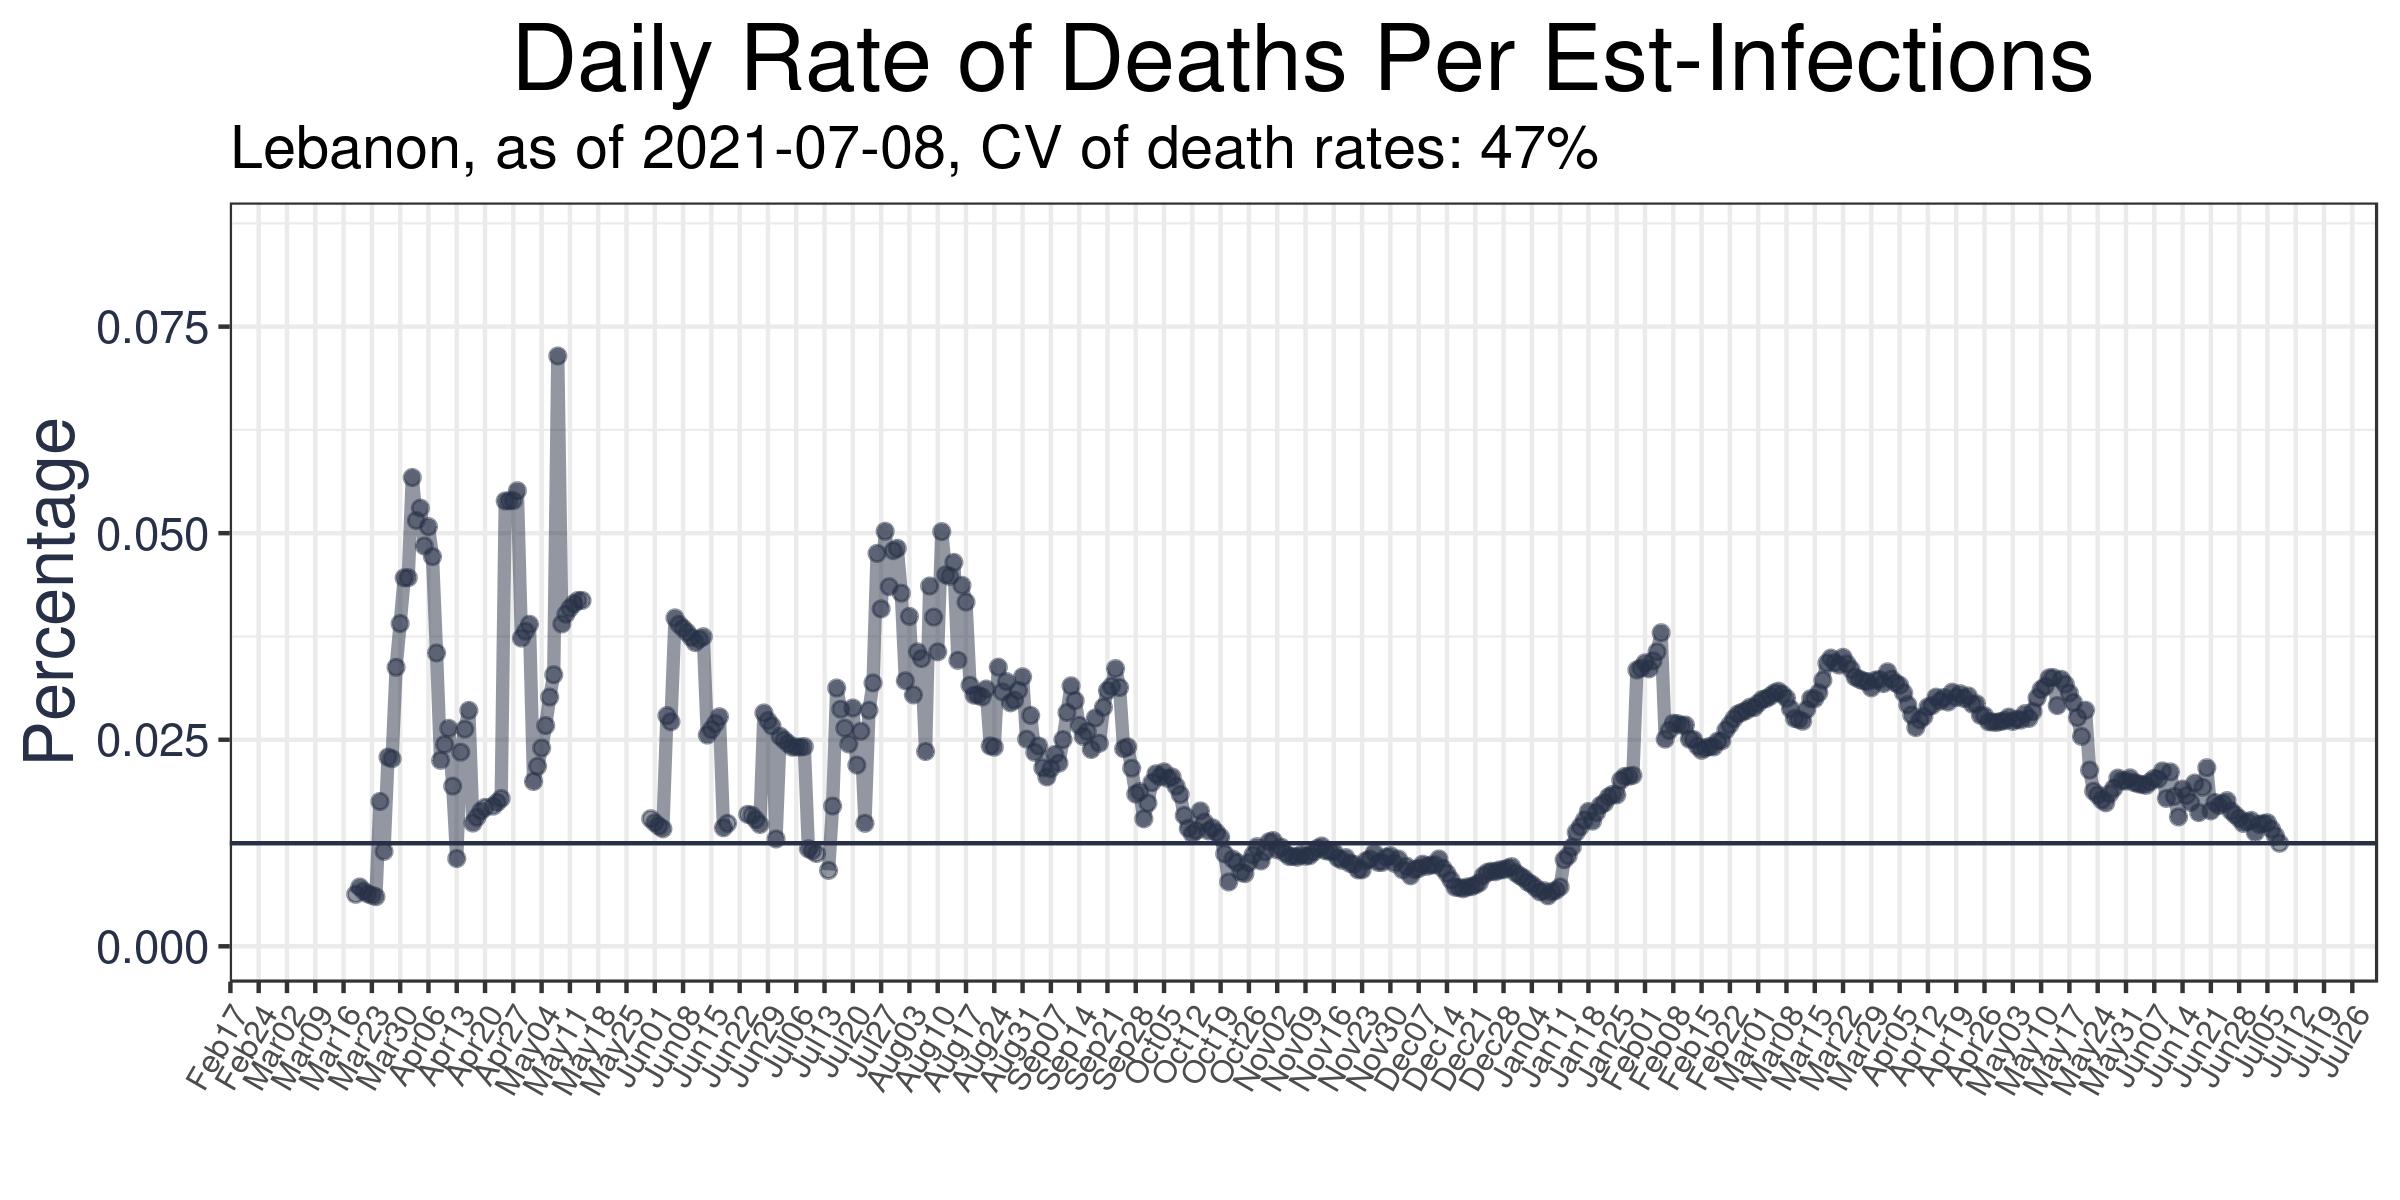 Daily Rate of Deaths Per Est-Infections
Lebanon, as of 2021-07-08, CV of death rates: 47%
Percentage
0.075
0.050
0.025
0.000
Feb17
Feb24
Mar02
Mar09
Mar16
Mar23
Mar30
Apr06
Apr13
Apr20
Apr27
May04
May11
May18
May25
Jun01
Jun08
Jun15
Jun22
Jun29
Jul06
Jul13
Jul20
Jul27
Aug03
Aug10
Aug17
Aug24
Aug31
Sep07
Sep14
Sep21
Sep28
Oct05
Oct12
Oct19
Oct26
Nov02
Nov09
Nov16
Nov23
Nov30
Dec07
Dec14
Dec21
Dec28
Jan04
Jan11
Jan18
Jan25
Feb01
Feb08
Feb15
Feb22
Mar01
Mar08
Mar15
Mar22
Mar29
Apr05
Apr12
Apr19
Apr26
May03
May10
May17
May24
May31
Jun07
Jun14
Jun21
Jun28
Jul05
Jul12
Jul19
Jul26